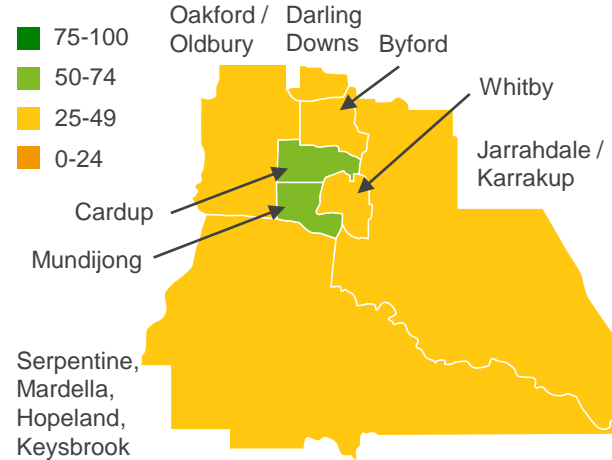 75-100
50-74
25-49
0-24
Oakford /
Oldbury
Darling
Downs
Byford
Whitby
Jarrahdale /
Karrakup
Cardup
Mundijong
Serpentine,
Mardella,
Hopeland,
Keysbrook